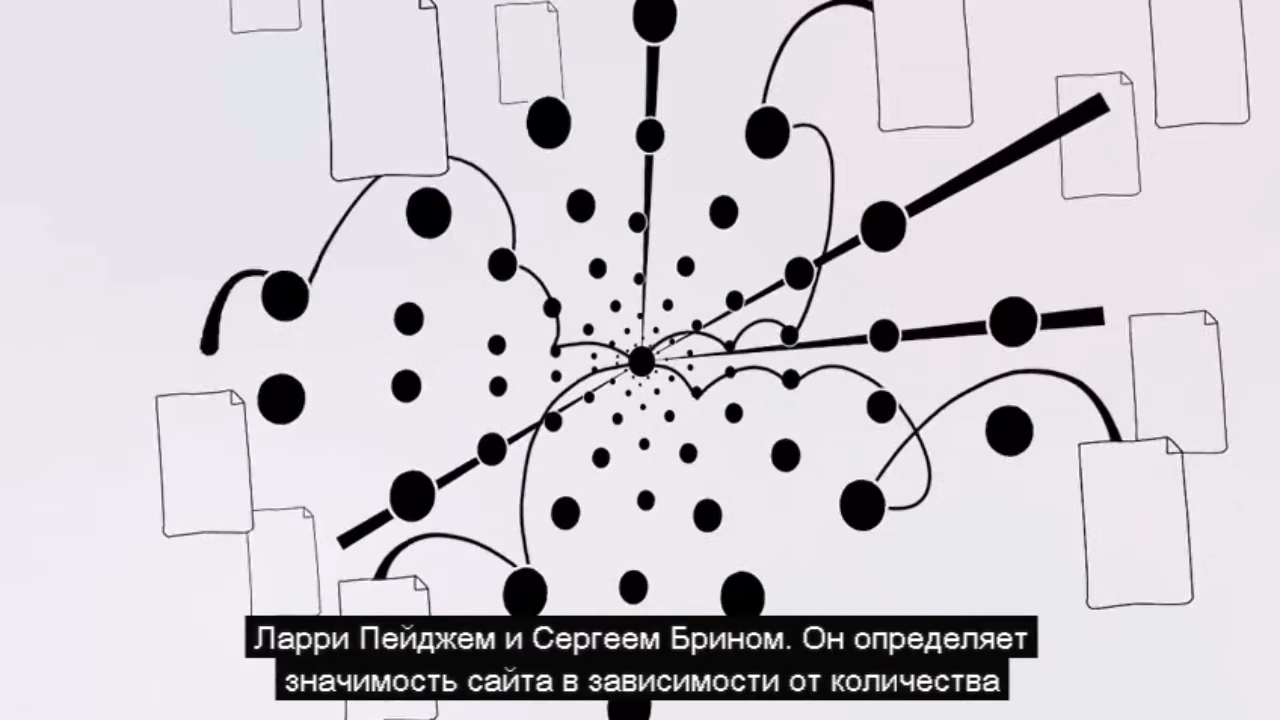 Ларри Пейджем и Сергеем Брином. Он определяет
значимость сайта в зависимости от количества